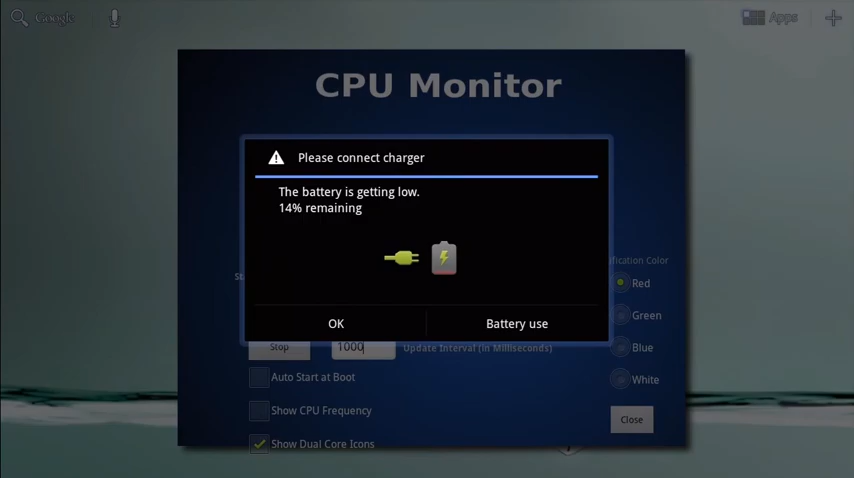 Google
Apps
CPU Monitor
Please connect charger
The battery is getting low.
14% remaining
OK
Battery use
ification Color
Red
Green
Blue
White
St
Stop
1000
Update Interval (in Milliseconds)
Auto Start at Boot
Show CPU Frequency
Show Dual Core Icons
Close